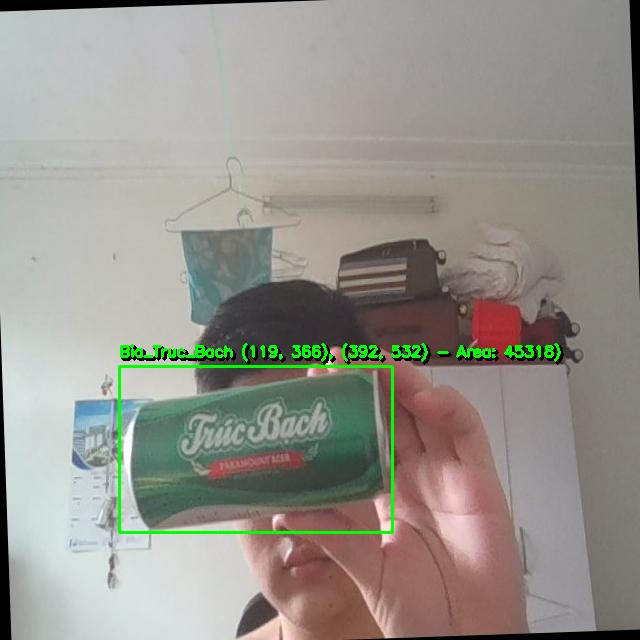 Bia_Truc_Bach (119, 366), (392, 532) - Area: 45318)
Trúc Bạch
PARAMOUNT BEER